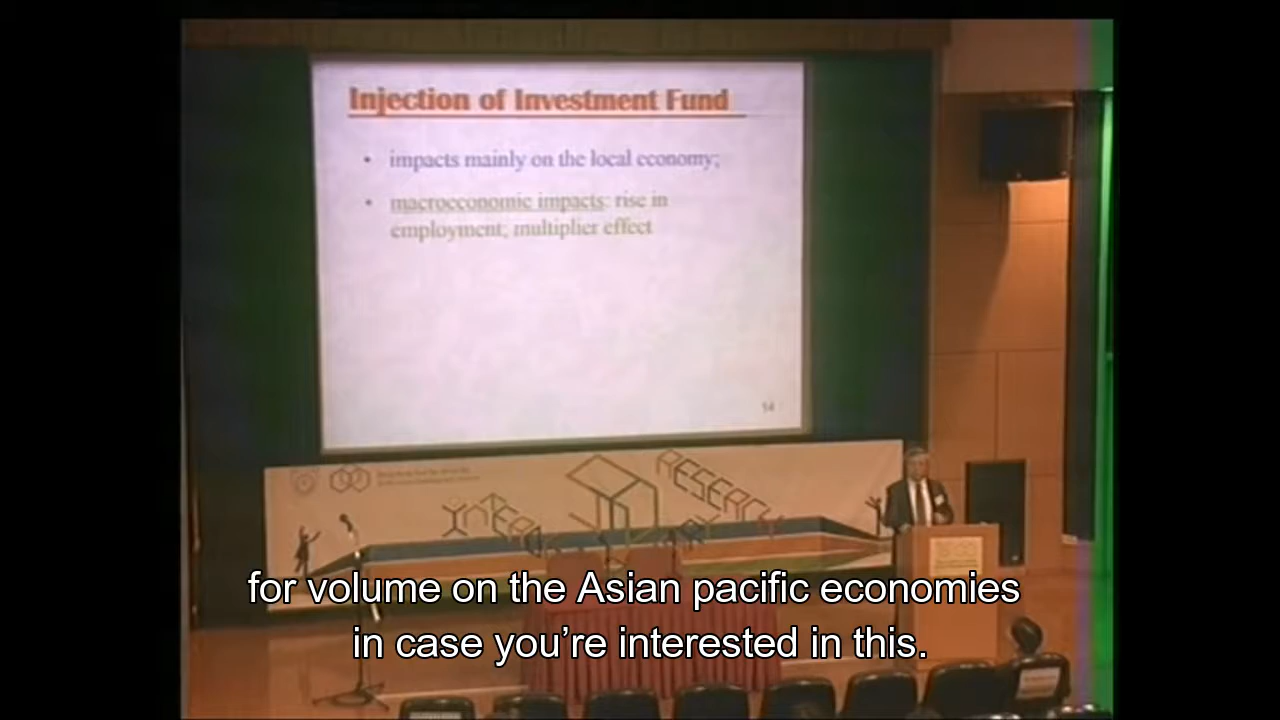 Injection of Investment Fund
• impacts mainly on the local economy;
• macroeconomic impacts: rise in
employment; multiplier effect
14
RESEARCH
for volume on the Asian pacific economies
in case you’re interested in this.